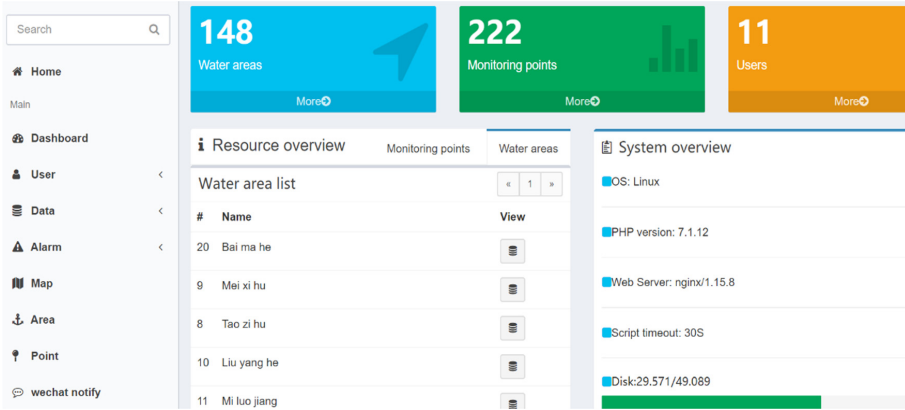 Search
Home
Main
Dashboard
User
Data
Alarm
Map
Area
Point
wechat notify
148
Water areas
More
222
Monitoring points
More
11
Users
More
Resource overview
Monitoring points
Water areas
Water area list
« 1 »
# Name View
20 Bai ma he
9 Mei xi hu
8 Tao zi hu
10 Liu yang he
11 Mi luo jiang
System overview
OS: Linux
PHP version: 7.1.12
Web Server: nginx/1.15.8
Script timeout: 30S
Disk:29.571/49.089